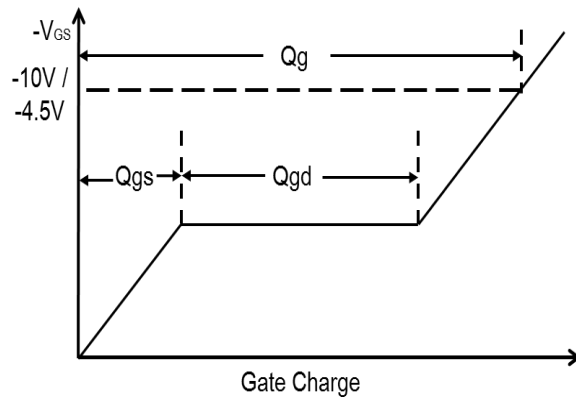 -VGS
Qg
-10V /
-4.5V
Qgs
Qgd
Gate Charge